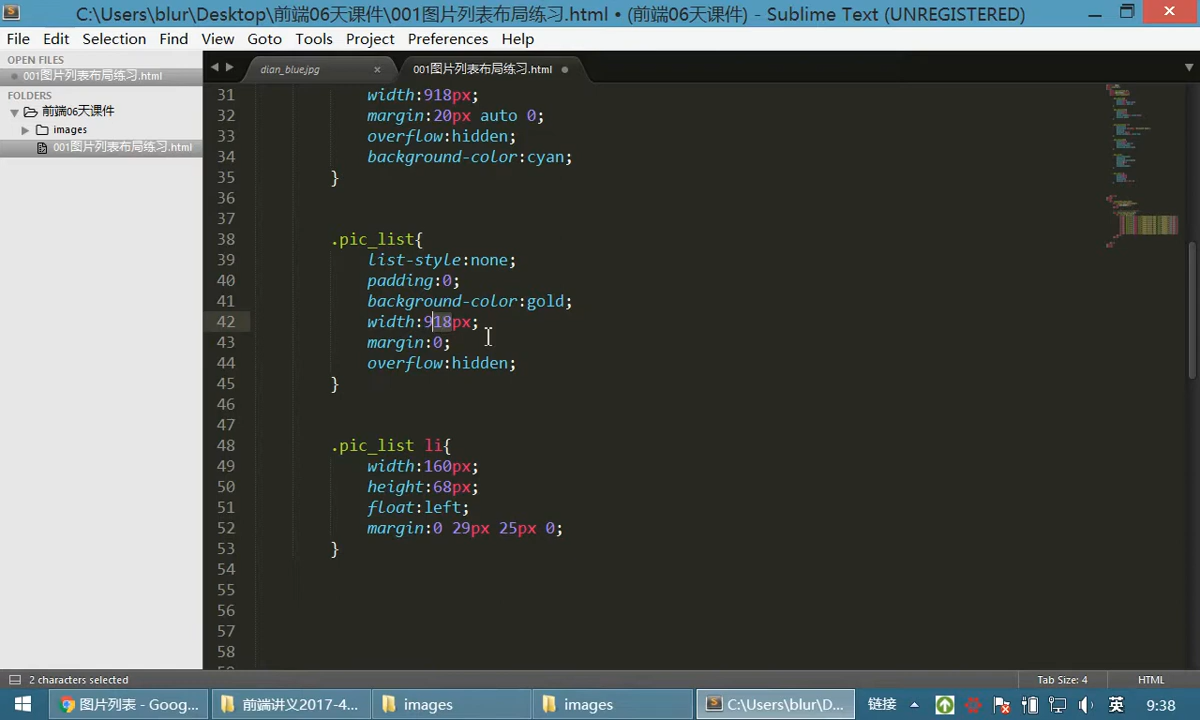 C:\Users\blur\Desktop\前端06天课件\001图片列表布局练习.html • (前端06天课件) - Sublime Text (UNREGISTERED)
File Edit Selection Find View Goto Tools Project Preferences Help
OPEN FILES
001图片列表布局练习.html
FOLDERS
前端06天课件
images
001图片列表布局练习.html
dian_blue.jpg
001图片列表布局练习.html
31 width:918px;
32 margin:20px auto 0;
33 overflow:hidden;
34 background-color:cyan;
35 }
36
37
38 .pic_list{
39 list-style:none;
40 padding:0;
41 background-color:gold;
42 width:918px;
43 margin:0;
44 overflow:hidden;
45 }
46
47
48 .pic_list li{
49 width:160px;
50 height:68px;
51 float:left;
52 margin:0 29px 25px 0;
53 }
54
55
56
57
58
2 characters selected Tab Size: 4 HTML
图片列表 - Goog... 前端讲义2017-4... images images C:\Users\blur\D... 链接 英 9:38